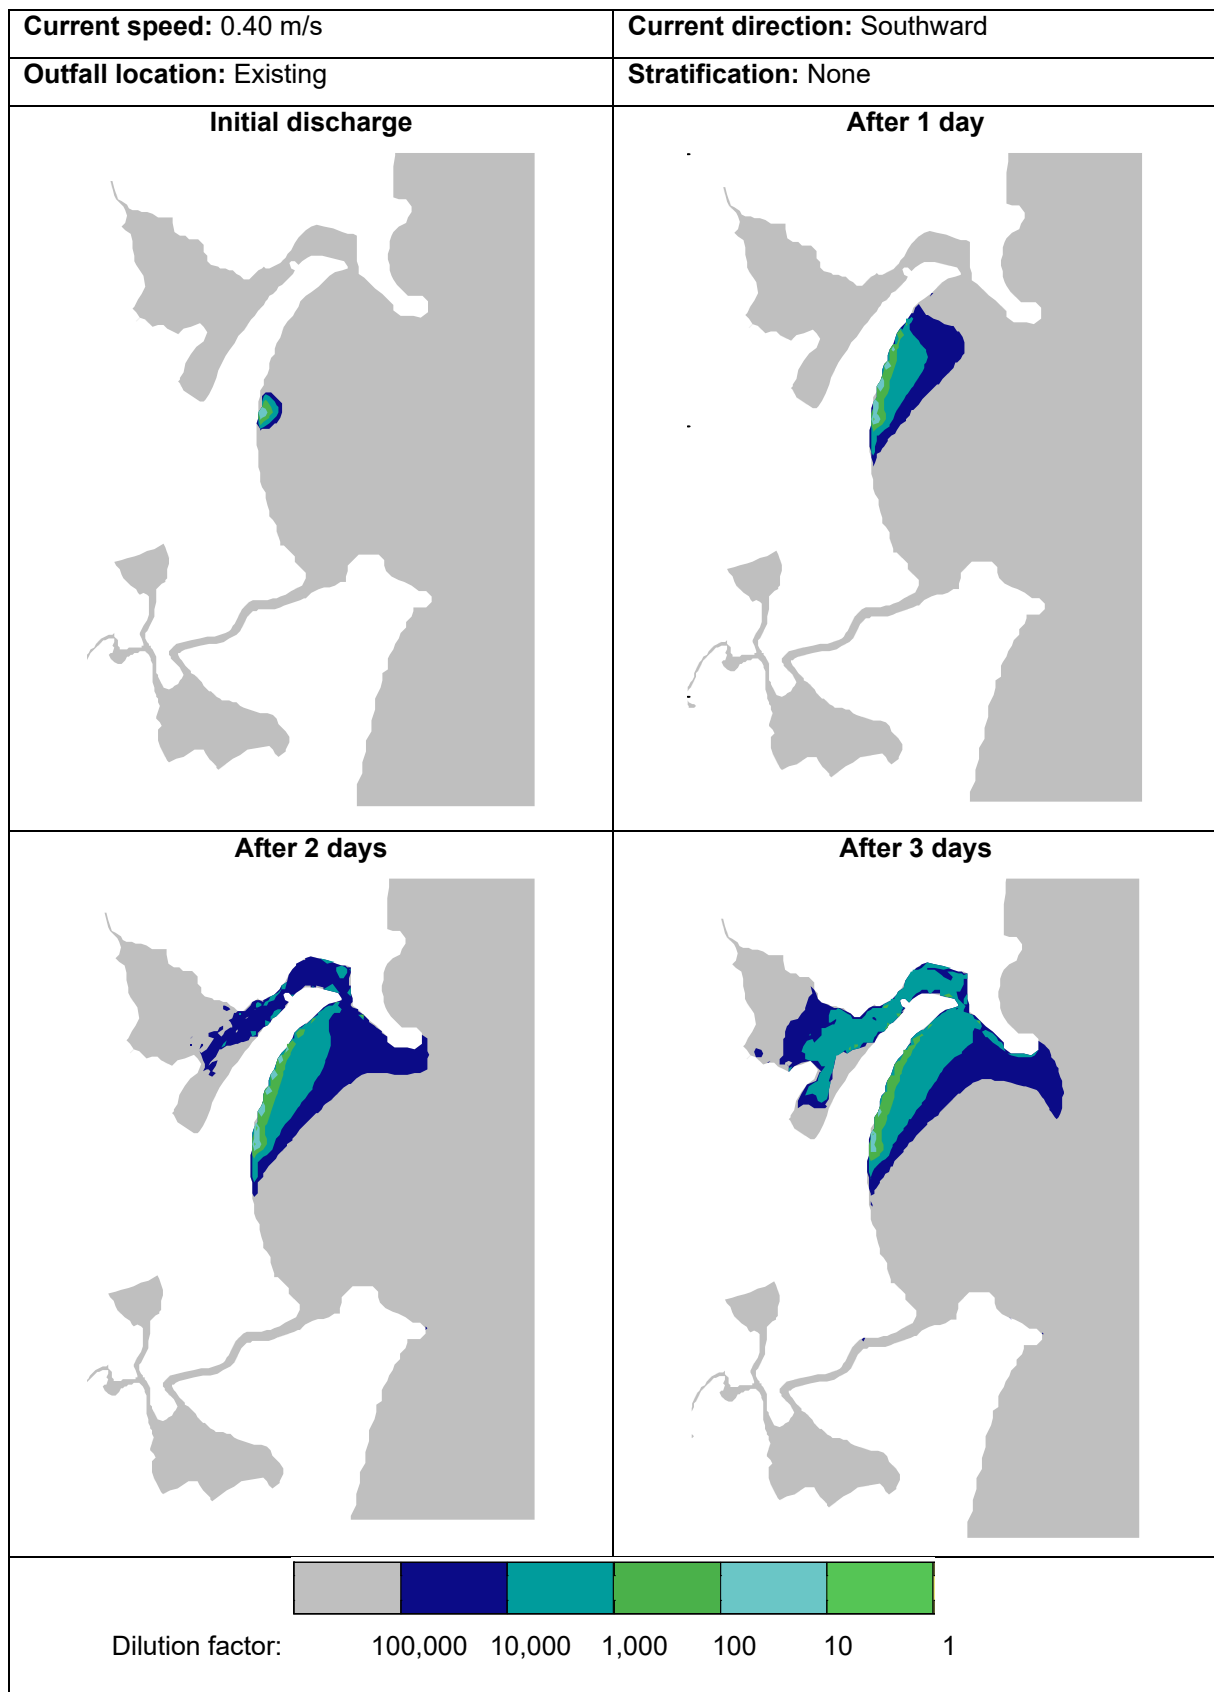 Current speed: 0.40 m/s
Current direction: Southward
Outfall location: Existing
Stratification: None
Initial discharge
After 1 day
After 2 days
After 3 days
Dilution factor: 100,000 10,000 1,000 100 10 1